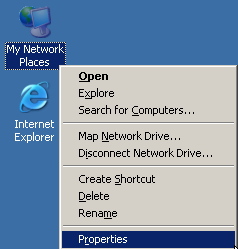 My Network
Places
Internet
Explorer
Open
Explore
Search for Computers...
Map Network Drive...
Disconnect Network Drive...
Create Shortcut
Delete
Rename
Properties